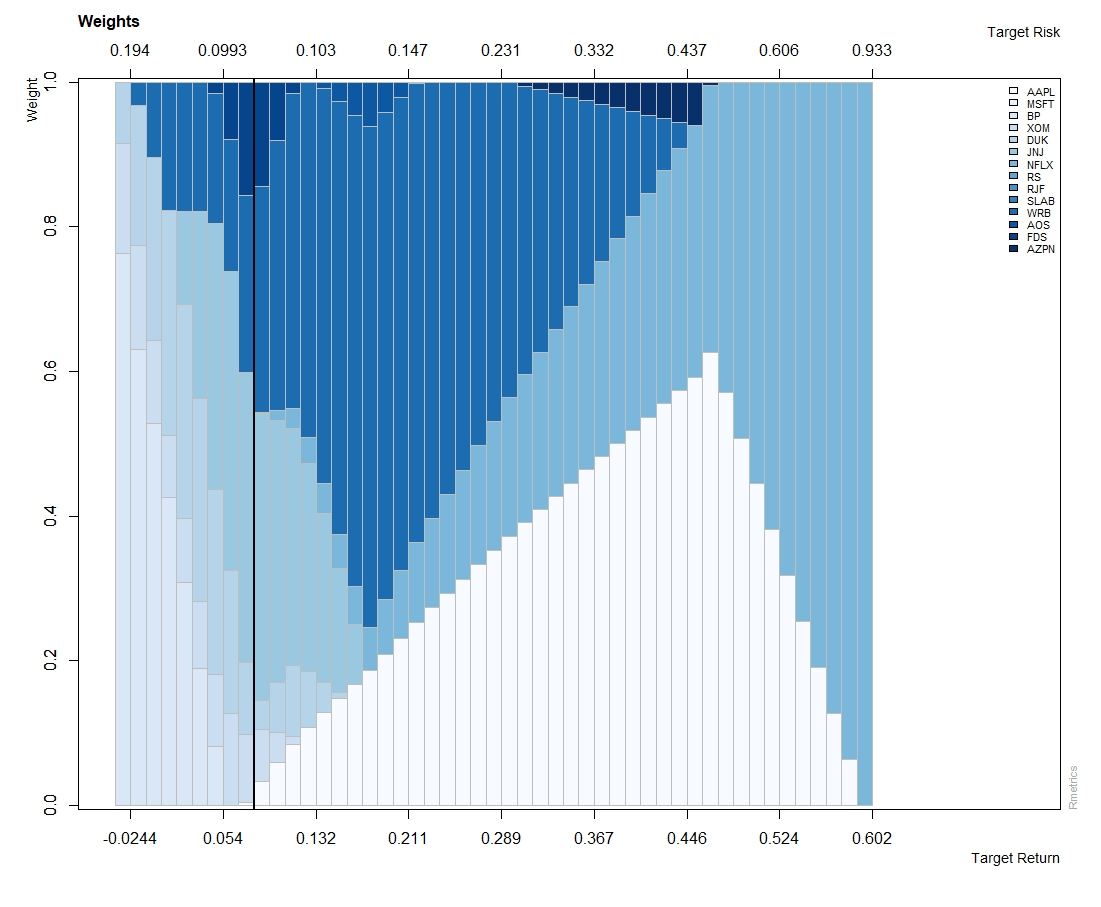 Weights
Target Risk
0.194 0.0993 0.103 0.147 0.231 0.332 0.437 0.606 0.933
Weight
1.0
0.8
0.6
0.4
0.2
0.0
AAPL
MSFT
BP
XOM
DUK
JNJ
NFLX
RS
RJF
SLAB
WRB
AOS
FDS
AZPN
Rmetrics
-0.0244 0.054 0.132 0.211 0.289 0.367 0.446 0.524 0.602
Target Return